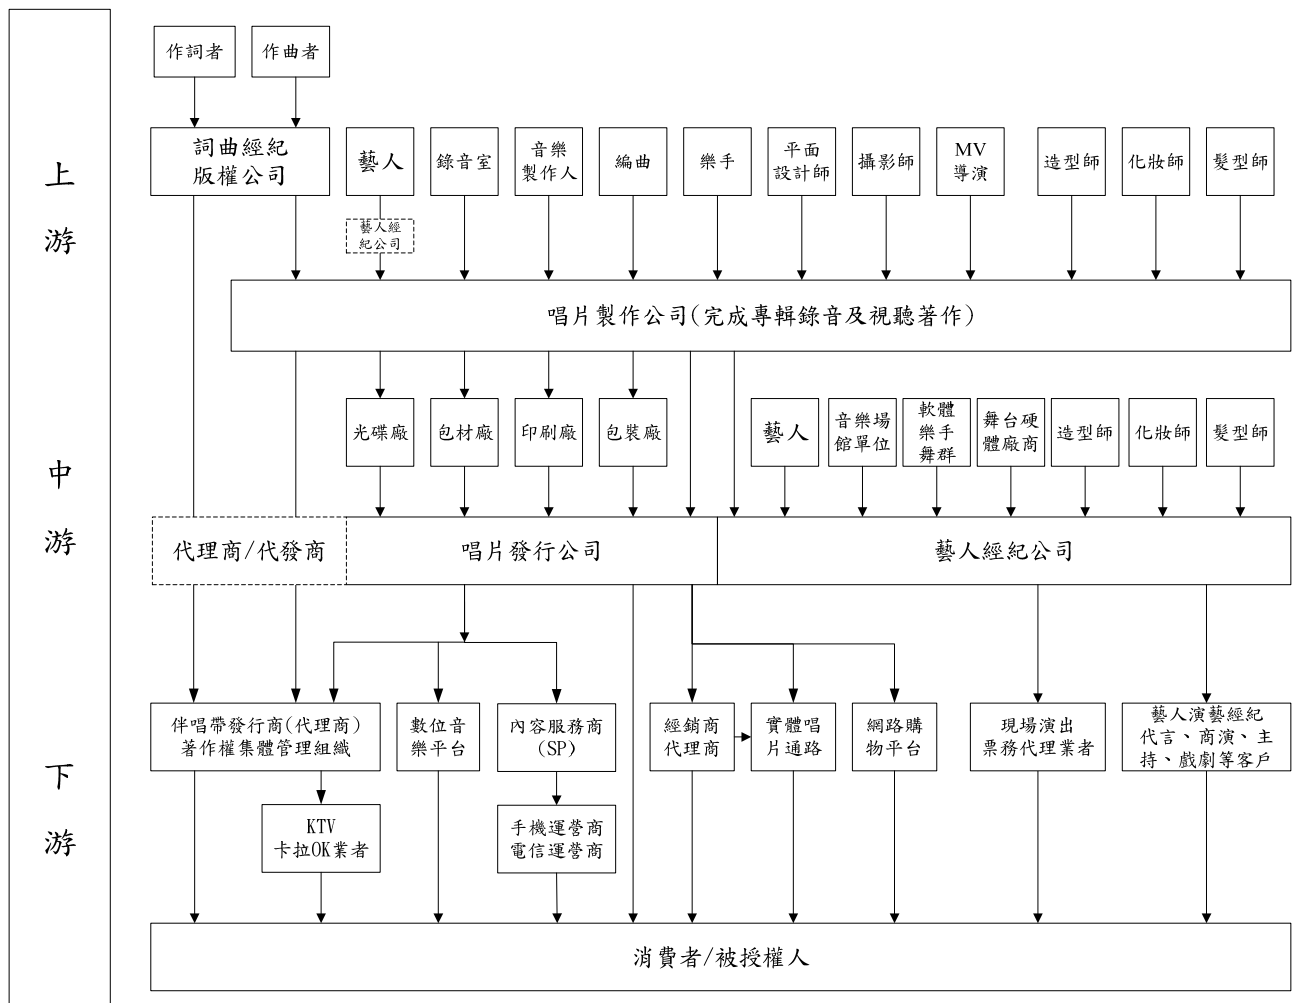 上
游
中
游
下
游
作詞者
作曲者
詞曲經紀
版權公司
藝人
錄音室
音樂
製作人
編曲
樂手
平面
設計師
攝影師
MV
導演
造型師
化妝師
髮型師
藝人經
紀公司
唱片製作公司(完成專輯錄音及視聽著作)
光碟廠
包材廠
印刷廠
包裝廠
藝人
音樂場
館單位
軟體
樂手
舞群
舞台硬
體廠商
造型師
化妝師
髮型師
代理商/代發商
唱片發行公司
藝人經紀公司
伴唱帶發行商(代理商)
著作權集體管理組織
數位音
樂平台
內容服務商
(SP)
經銷商
代理商
實體唱
片通路
網路購
物平台
現場演出
票務代理業者
藝人演藝經紀
代言、商演、主
持、戲劇等客戶
KTV
卡拉OK業者
手機運營商
電信運營商
消費者/被授權人